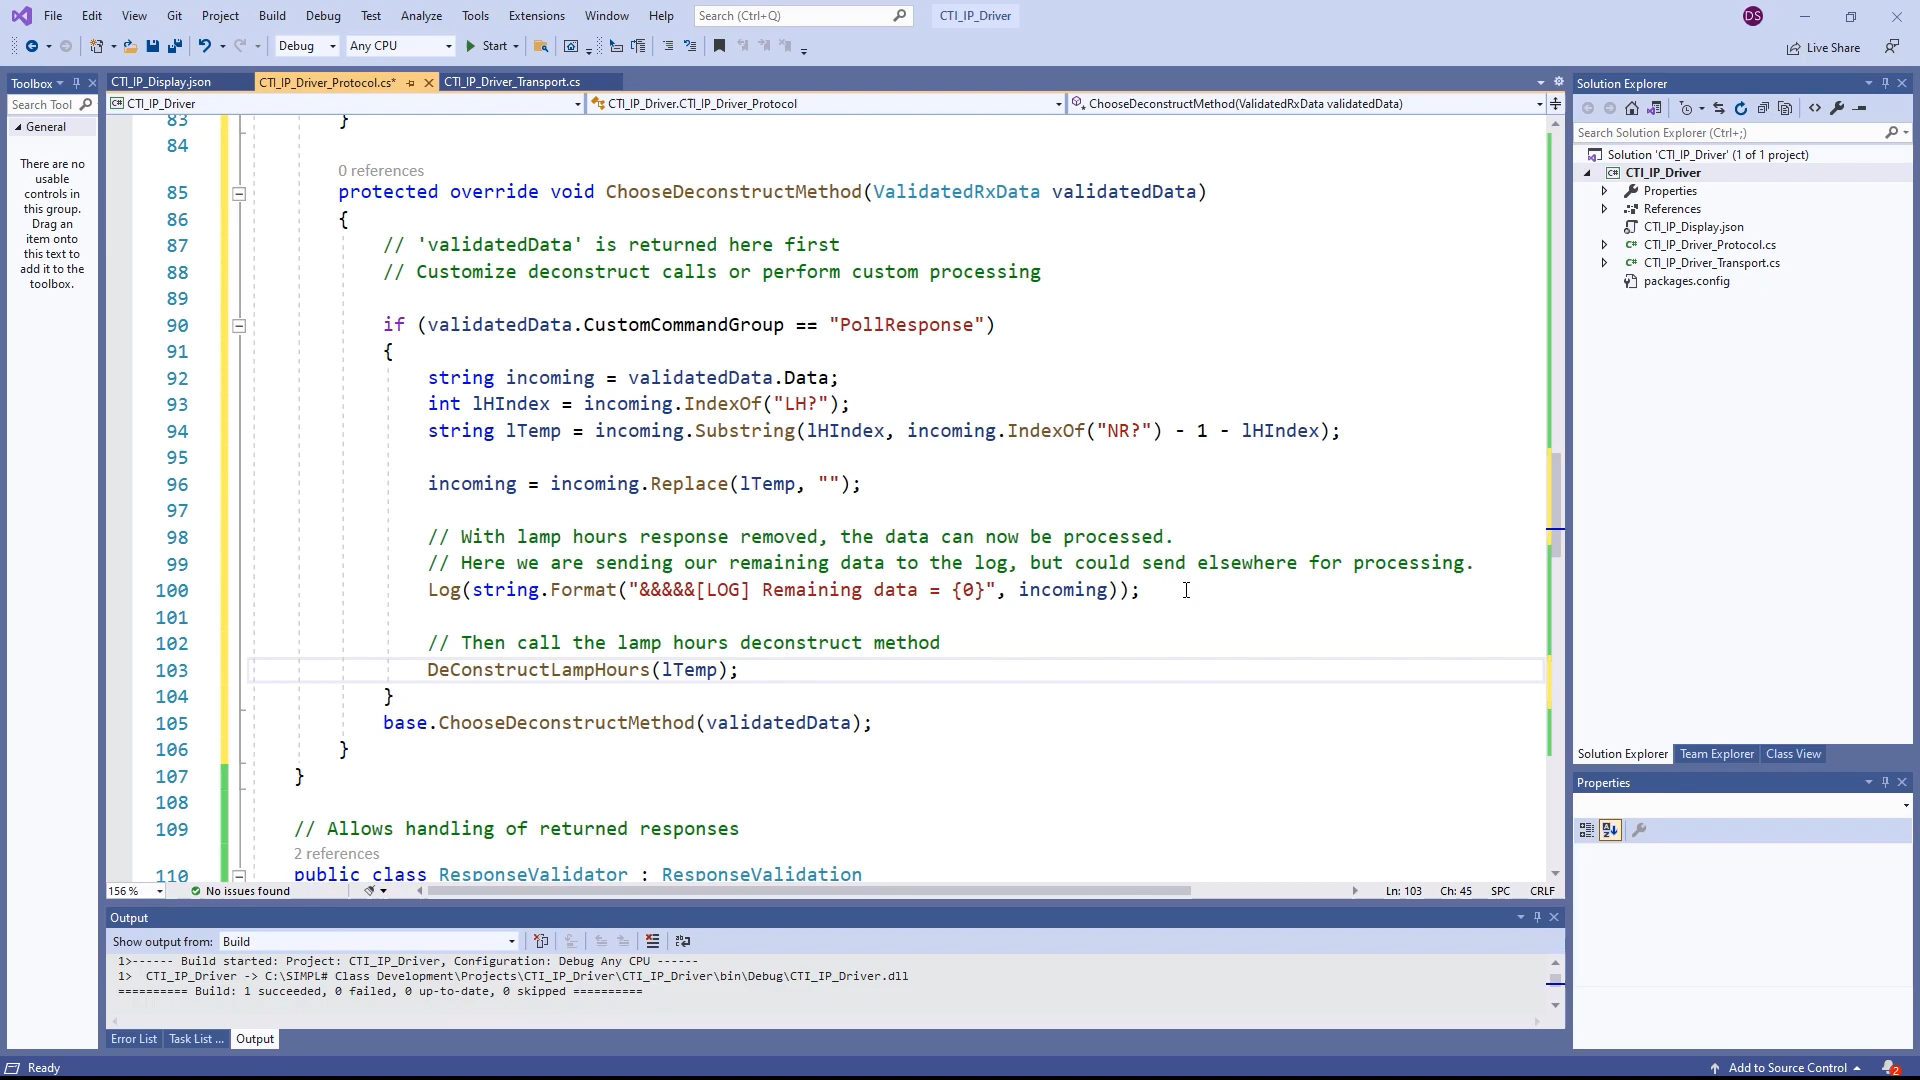 File Edit View Git Project Build Debug Test Analyze Tools Extensions Window Help Search (Ctrl+Q) CTI_IP_Driver DS
Debug Any CPU Start Live Share
Toolbox CTI_IP_Display.json CTI_IP_Driver_Protocol.cs* CTI_IP_Driver_Transport.cs Solution Explorer
Search Tool CTI_IP_Driver CTI_IP_Driver.CTI_IP_Driver_Protocol ChooseDeconstructMethod(ValidatedRxData validatedData)
General
There are no
usable
controls in
this group.
Drag an
item onto
this text to
add it to the
toolbox.
83 }
84
0 references
85 protected override void ChooseDeconstructMethod(ValidatedRxData validatedData)
86 {
87 // 'validatedData' is returned here first
88 // Customize deconstruct calls or perform custom processing
89
90 if (validatedData.CustomCommandGroup == "PollResponse")
91 {
92 string incoming = validatedData.Data;
93 int lHIndex = incoming.IndexOf("LH?");
94 string lTemp = incoming.Substring(lHIndex, incoming.IndexOf("NR?") - 1 - lHIndex);
95
96 incoming = incoming.Replace(lTemp, "");
97
98 // With lamp hours response removed, the data can now be processed.
99 // Here we are sending our remaining data to the log, but could send elsewhere for processing.
100 Log(string.Format("&&&&&[LOG] Remaining data = {0}", incoming));
101
102 // Then call the lamp hours deconstruct method
103 DeConstructLampHours(lTemp);
104 }
105 base.ChooseDeconstructMethod(validatedData);
106 }
107 }
108
109 // Allows handling of returned responses
2 references
110 public class ResponseValidator : ResponseValidation
156 % No issues found Ln: 103 Ch: 45 SPC CRLF
Search Solution Explorer (Ctrl+;)
Solution 'CTI_IP_Driver' (1 of 1 project)
CTI_IP_Driver
Properties
References
CTI_IP_Display.json
CTI_IP_Driver_Protocol.cs
CTI_IP_Driver_Transport.cs
packages.config
Solution Explorer Team Explorer Class View
Properties
Output
Show output from: Build
1>------ Build started: Project: CTI_IP_Driver, Configuration: Debug Any CPU ------
1> CTI_IP_Driver -> C:\SIMPL# Class Development\Projects\CTI_IP_Driver\CTI_IP_Driver\bin\Debug\CTI_IP_Driver.dll
========== Build: 1 succeeded, 0 failed, 0 up-to-date, 0 skipped ==========
Error List Task List ... Output
Ready Add to Source Control 2